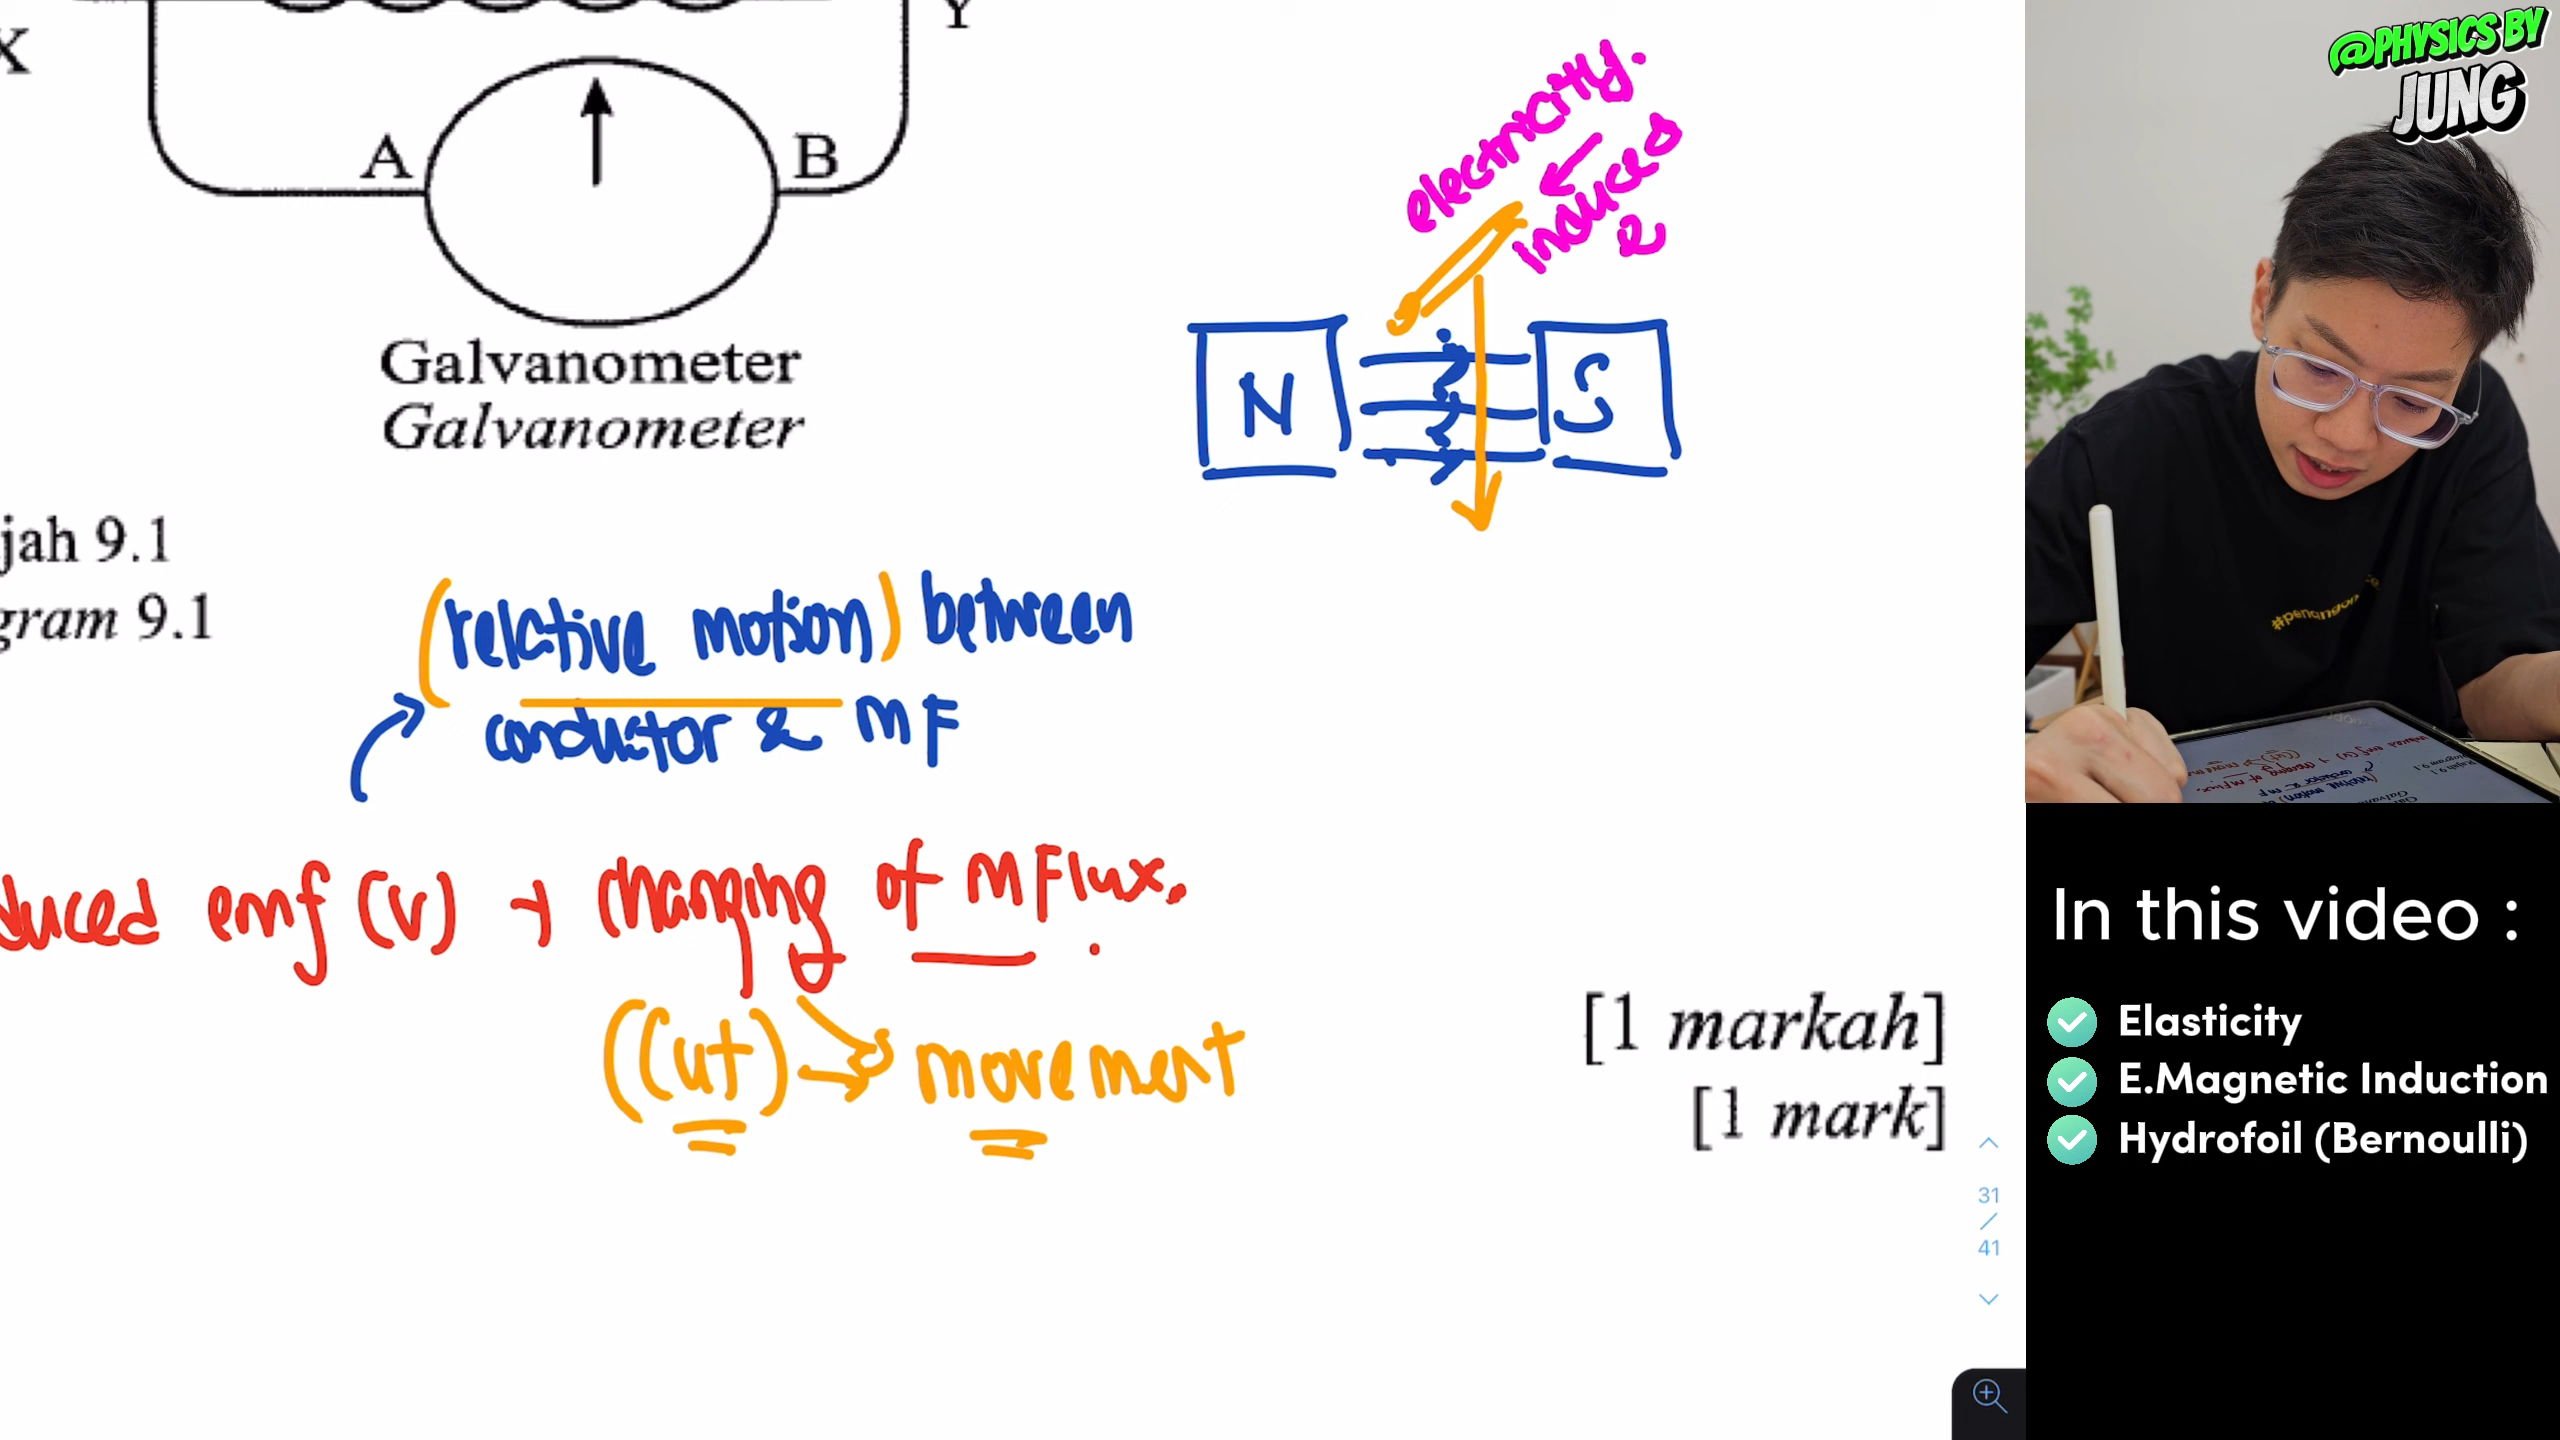 X
Y
A
B
Galvanometer
Galvanometer
electricity.
induced
N
S
jah 9.1
gram 9.1
(relative motion) between
conductor & MF
duced emf (v) → changing of M Flux.
(Cut) → movement
[1 markah]
[1 mark]
31
/
41
@PHYSICS BY
JUNG
In this video :
Elasticity
E.Magnetic Induction
Hydrofoil (Bernoulli)